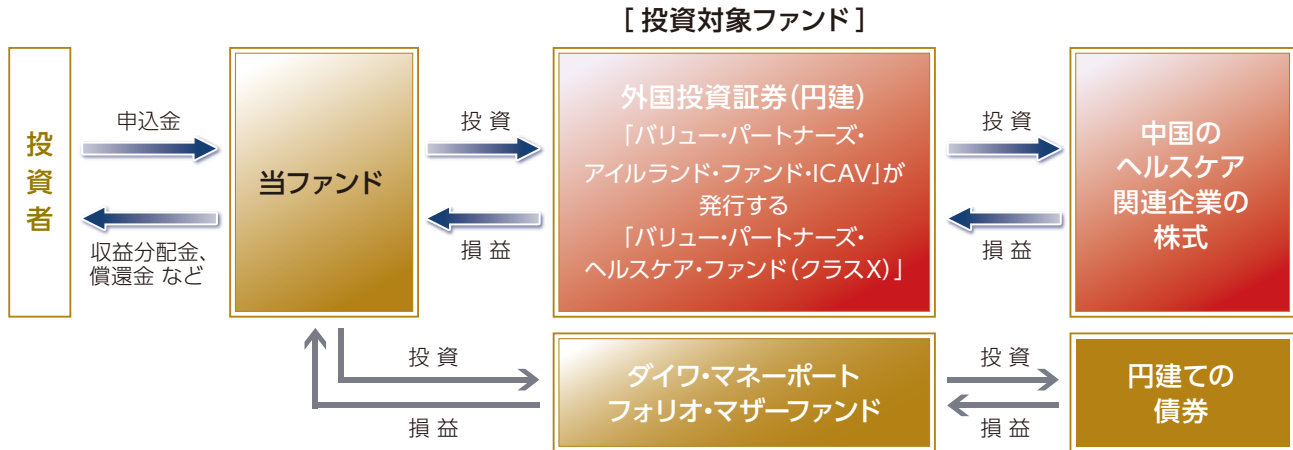 [ 投資対象ファンド ]
投
資
者
申込金
収益分配金、
償還金 など
当ファンド
投 資
損 益
外国投資証券(円建)
「バリュー・パートナーズ・
アイルランド・ファンド・ICAV」が
発行する
「バリュー・パートナーズ・
ヘルスケア・ファンド(クラスX)」
投 資
損 益
中国の
ヘルスケア
関連企業の
株式
投 資
損 益
ダイワ・マネーポート
フォリオ・マザーファンド
投 資
損 益
円建ての
債券